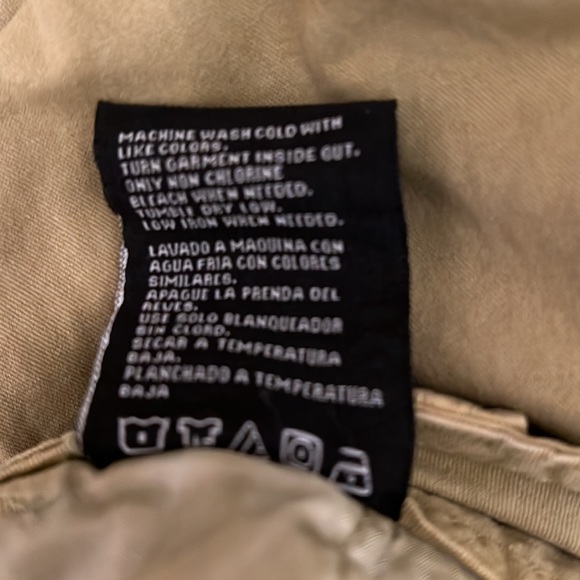 MACHINE WASH COLD WITH
LIKE COLORS.
TURN GARMENT INSIDE OUT.
ONLY NON CHLORINE
BLEACH WHEN NEEDED.
TUMBLE DRY LOW.
LOW IRON WHEN NEEDED.
LAVADO A MAQUINA CON
AGUA FRIA CON COLORES
SIMILARES.
APAGUE LA PRENDA DEL
REVES.
USE SOLO BLANQUEADOR
SIN CLORO.
SECAR A TEMPERATURA
BAJA.
PLANCHADO A TEMPERATURA
BAJA